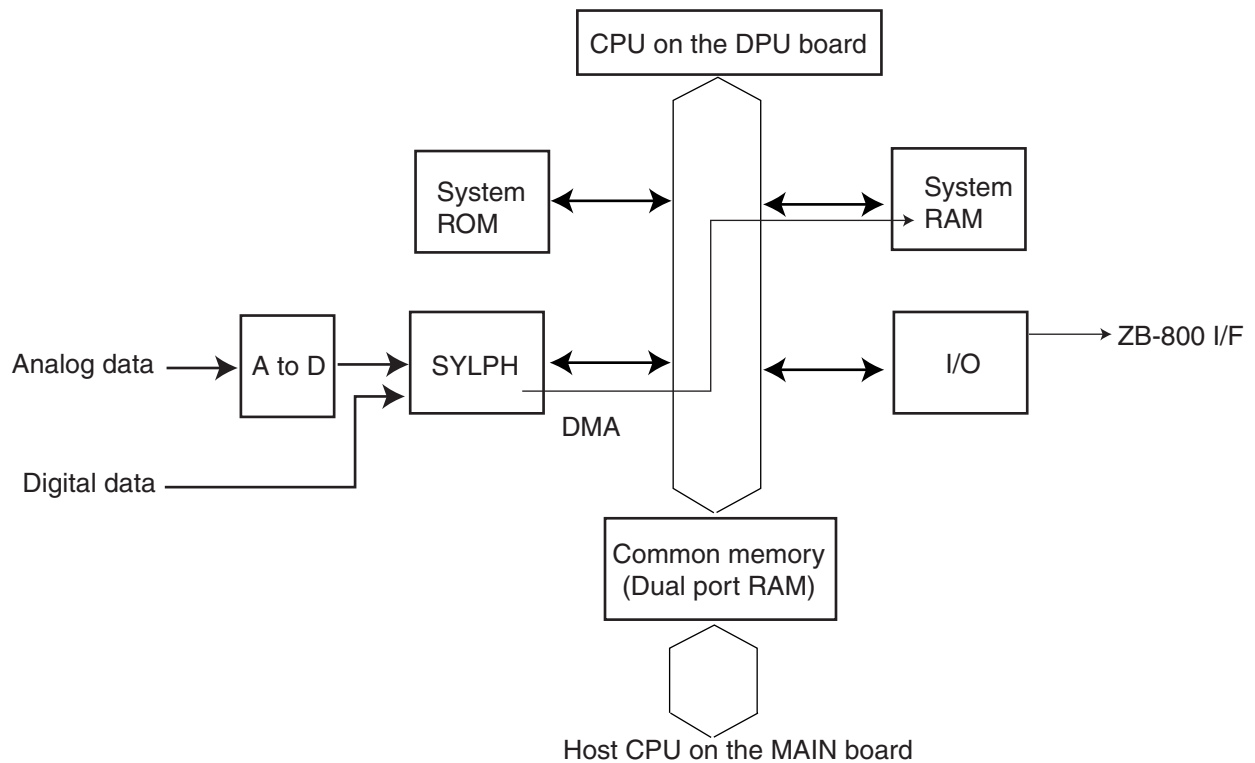 CPU on the DPU board
System
ROM
System
RAM
Analog data
A to D
SYLPH
I/O
ZB-800 I/F
DMA
Digital data
Common memory
(Dual port RAM)
Host CPU on the MAIN board